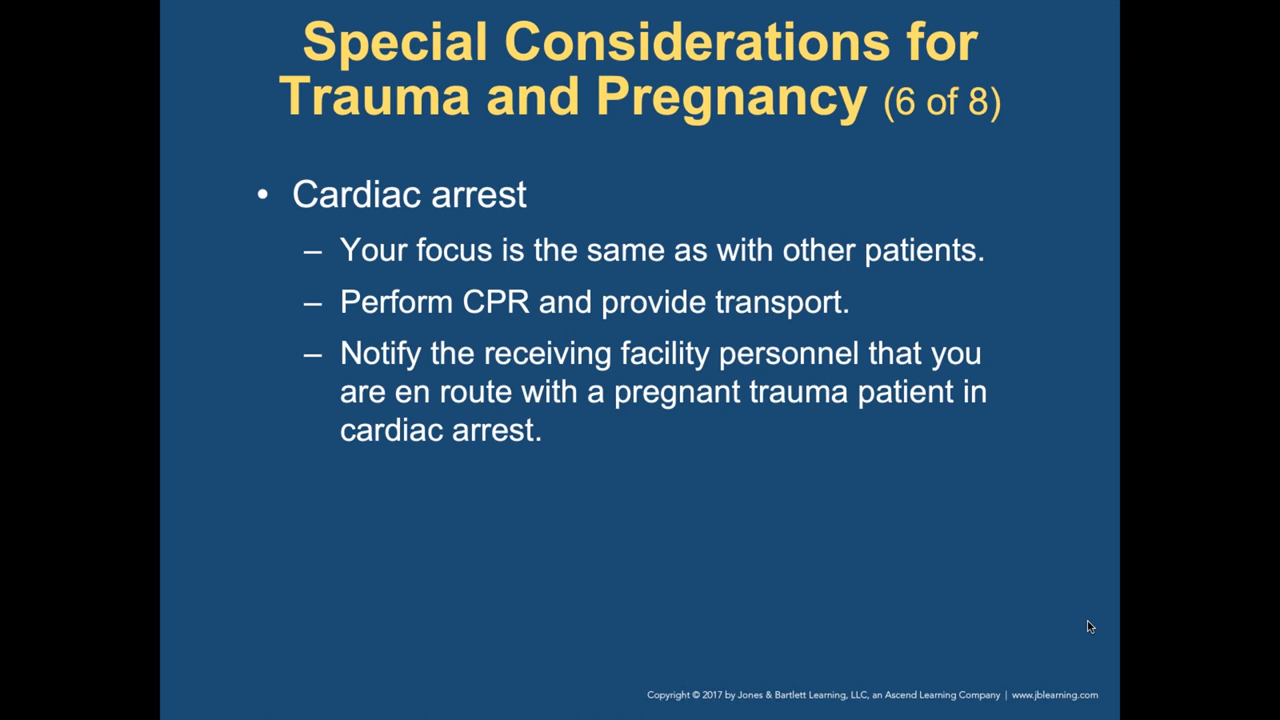 Special Considerations for
Trauma and Pregnancy (6 of 8)
• Cardiac arrest
– Your focus is the same as with other patients.
– Perform CPR and provide transport.
– Notify the receiving facility personnel that you
are en route with a pregnant trauma patient in
cardiac arrest.
Copyright © 2017 by Jones & Bartlett Learning, LLC, an Ascend Learning Company | www.jblearning.com